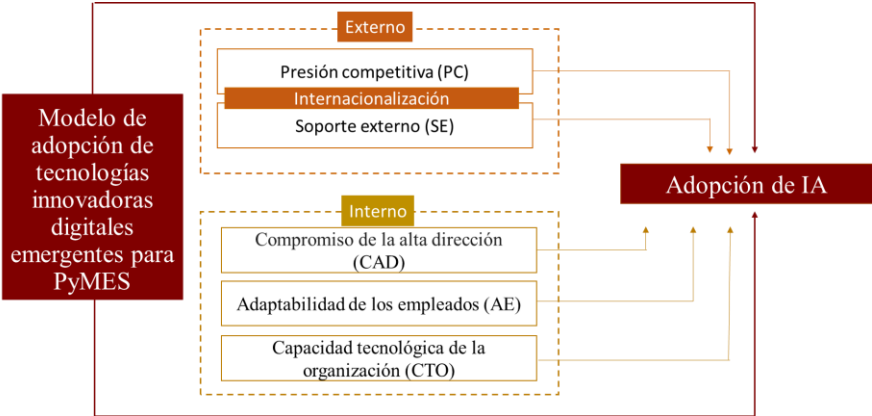 Modelo de
adopción de
tecnologías
innovadoras
digitales
emergentes para
PyMES
Externo
Presión competitiva (PC)
Internacionalización
Soporte externo (SE)
Interno
Compromiso de la alta dirección
(CAD)
Adaptabilidad de los empleados (AE)
Capacidad tecnológica de la
organización (CTO)
Adopción de IA